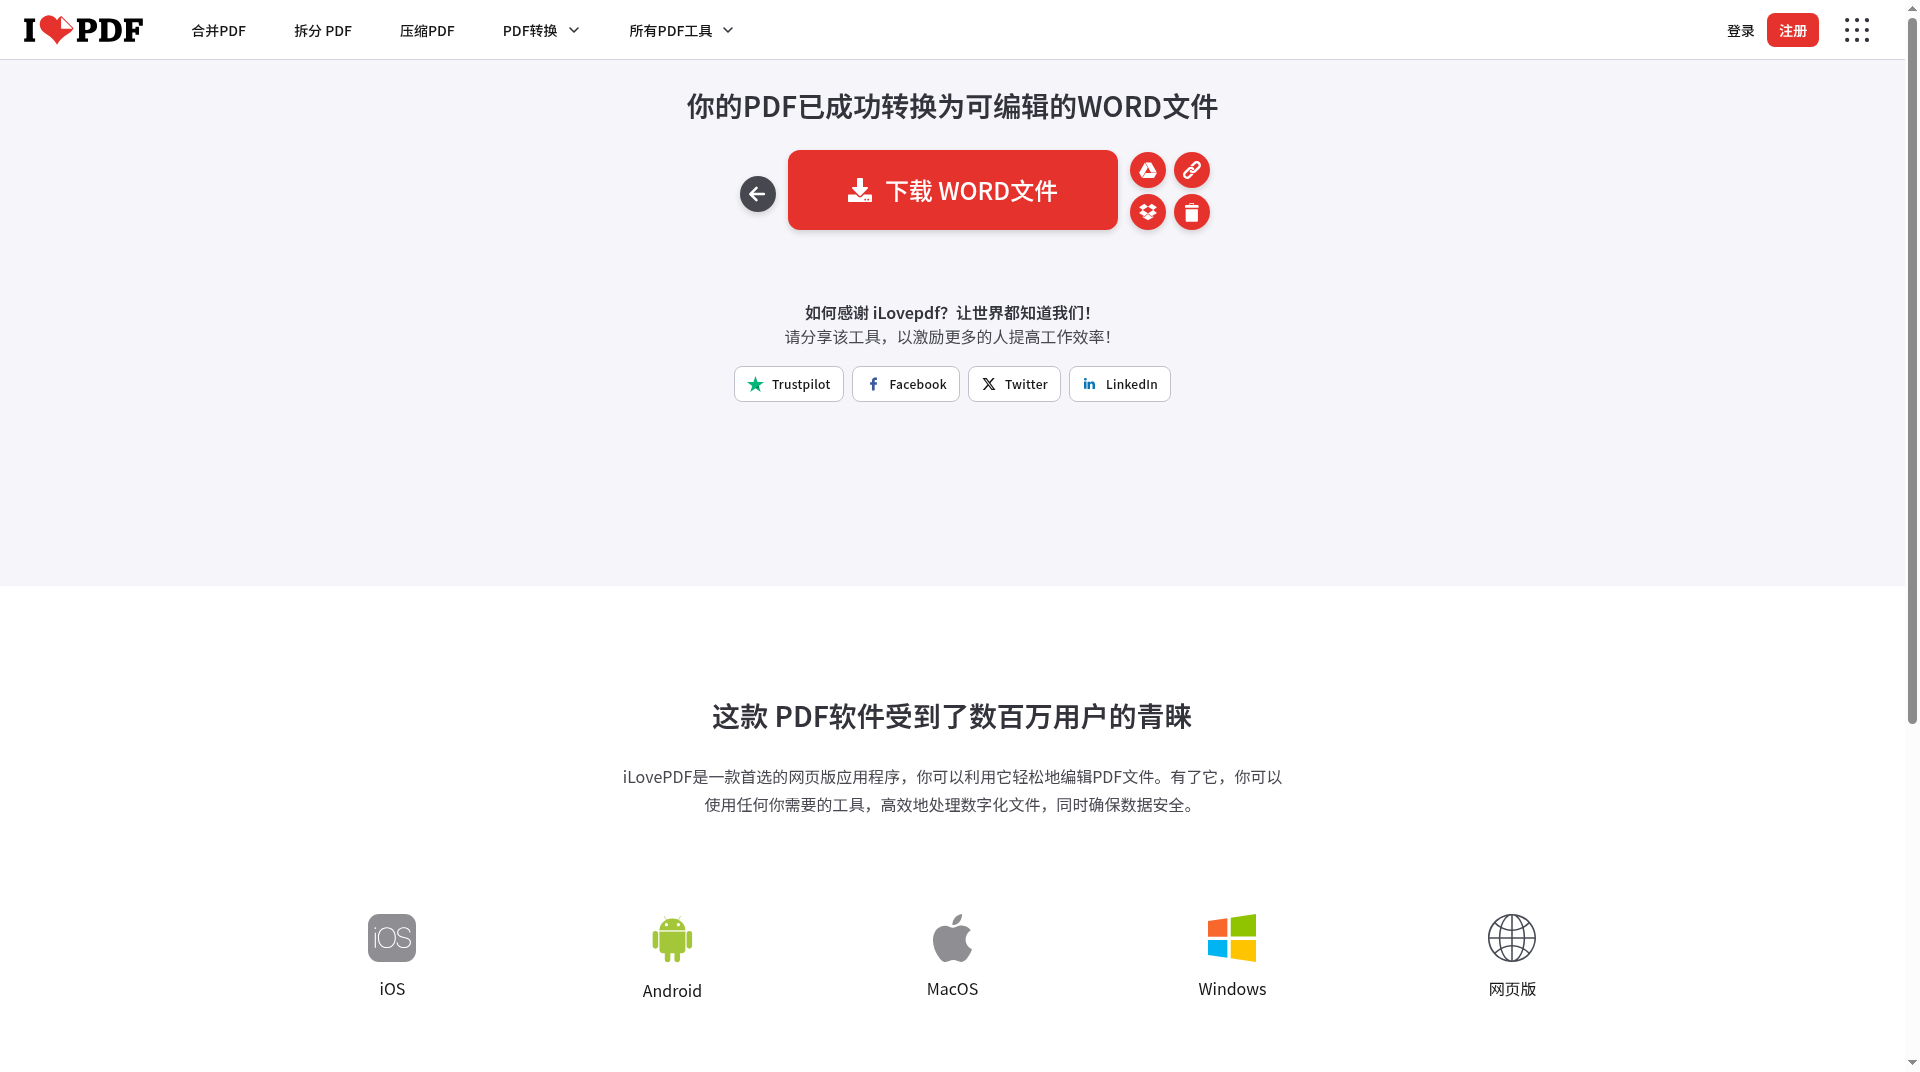 I PDF
合并PDF
拆分 PDF
压缩PDF
PDF转换
所有PDF工具
登录
注册
你的PDF已成功转换为可编辑的WORD文件
下载 WORD文件
如何感谢 iLovepdf？让世界都知道我们！
请分享该工具，以激励更多的人提高工作效率！
Trustpilot
Facebook
Twitter
LinkedIn
这款 PDF软件受到了数百万用户的青睐
iLovePDF是一款首选的网页版应用程序，你可以利用它轻松地编辑PDF文件。有了它，你可以
使用任何你需要的工具，高效地处理数字化文件，同时确保数据安全。
iOS
iOS
Android
MacOS
Windows
网页版